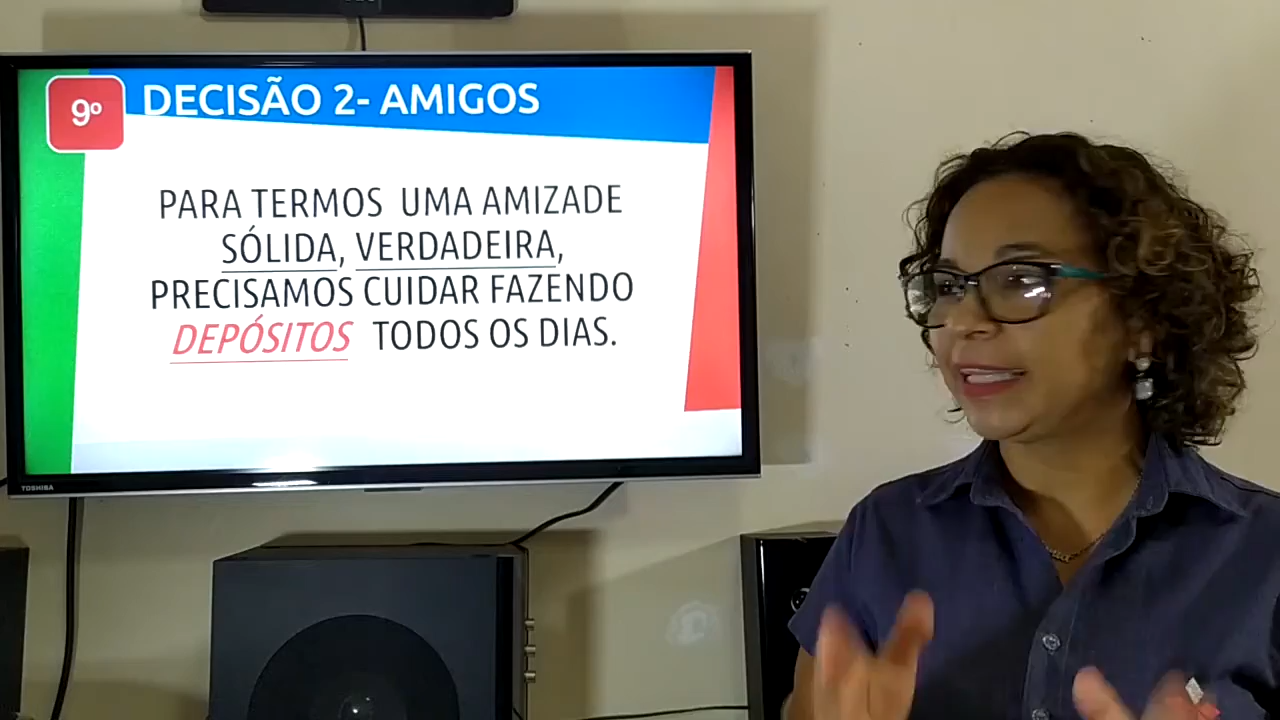 9º
DECISÃO 2- AMIGOS
PARA TERMOS UMA AMIZADE
SÓLIDA, VERDADEIRA,
PRECISAMOS CUIDAR FAZENDO
DEPÓSITOS TODOS OS DIAS.
TOSHIBA